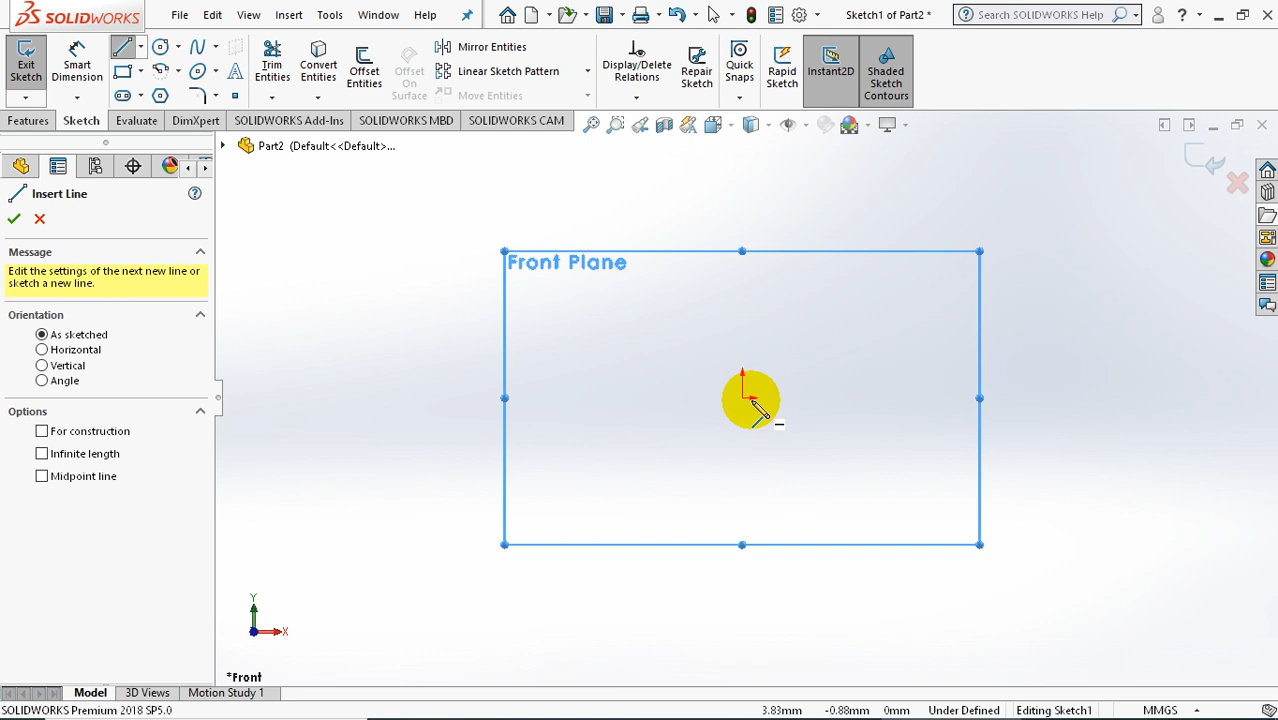 SOLIDWORKS File Edit View Insert Tools Window Help Sketch1 of Part2 * Search SOLIDWORKS Help ?
Exit Sketch
Smart Dimension
Trim Entities
Convert Entities
Offset Entities
Offset On Surface
Mirror Entities
Linear Sketch Pattern
Move Entities
Display/Delete Relations
Repair Sketch
Quick Snaps
Rapid Sketch
Instant2D
Shaded Sketch Contours
Features Sketch Evaluate DimXpert SOLIDWORKS Add-Ins SOLIDWORKS MBD SOLIDWORKS CAM
Part2 (Default<<Default>...
Insert Line
Message
Edit the settings of the next new line or
sketch a new line.
Orientation
As sketched
Horizontal
Vertical
Angle
Options
For construction
Infinite length
Midpoint line
Front Plane
Y
X
*Front
Model 3D Views Motion Study 1
SOLIDWORKS Premium 2018 SP5.0 3.83mm -0.88mm 0mm Under Defined Editing Sketch1 MMGS